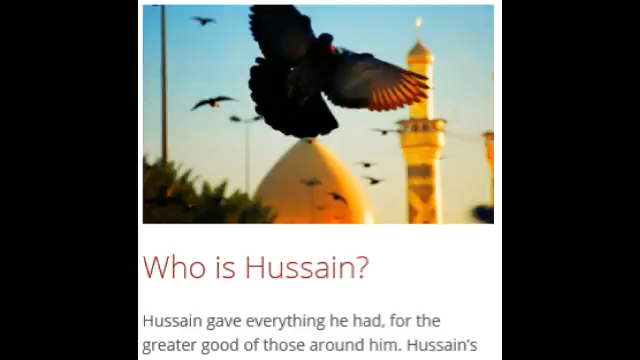 Who is Hussain?
Hussain gave everything he had, for the
greater good of those around him. Hussain’s